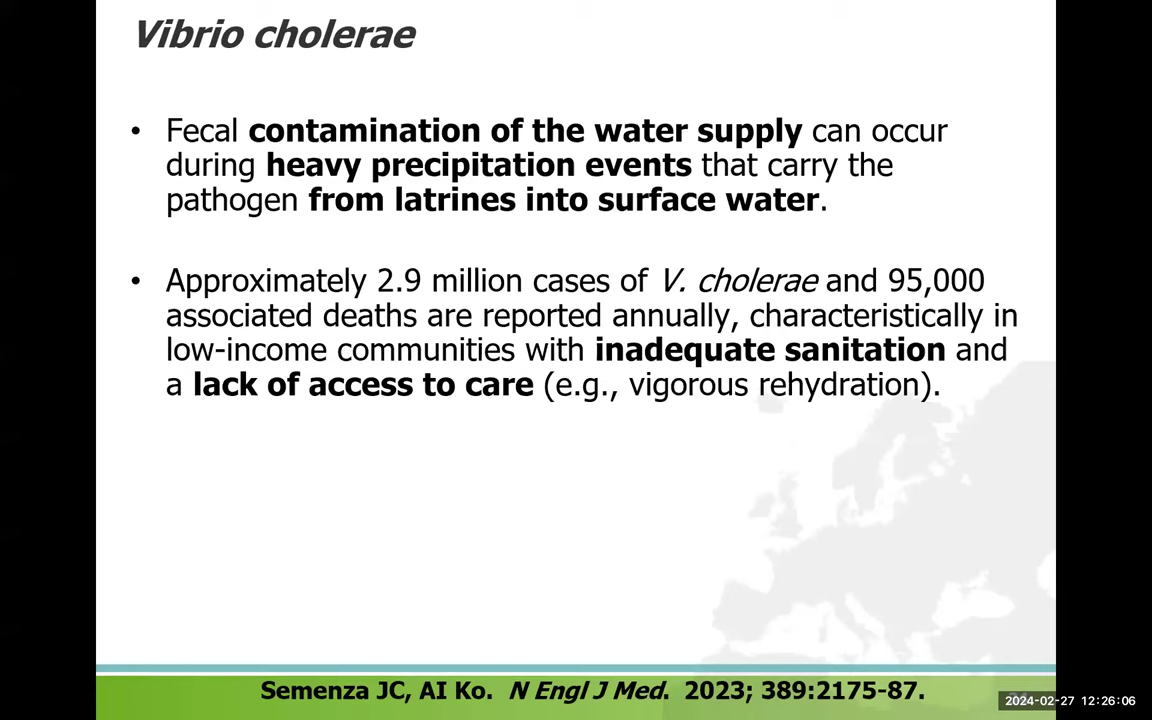 Vibrio cholerae
• Fecal contamination of the water supply can occur
during heavy precipitation events that carry the
pathogen from latrines into surface water.
• Approximately 2.9 million cases of V. cholerae and 95,000
associated deaths are reported annually, characteristically in
low-income communities with inadequate sanitation and
a lack of access to care (e.g., vigorous rehydration).
Semenza JC, AI Ko. N Engl J Med. 2023; 389:2175-87.
2024-02-27 12:26:06